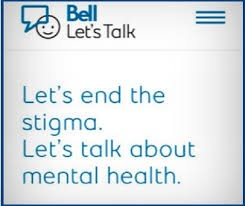 Bell
Let's Talk
Let's end the
stigma.
Let's talk about
mental health.